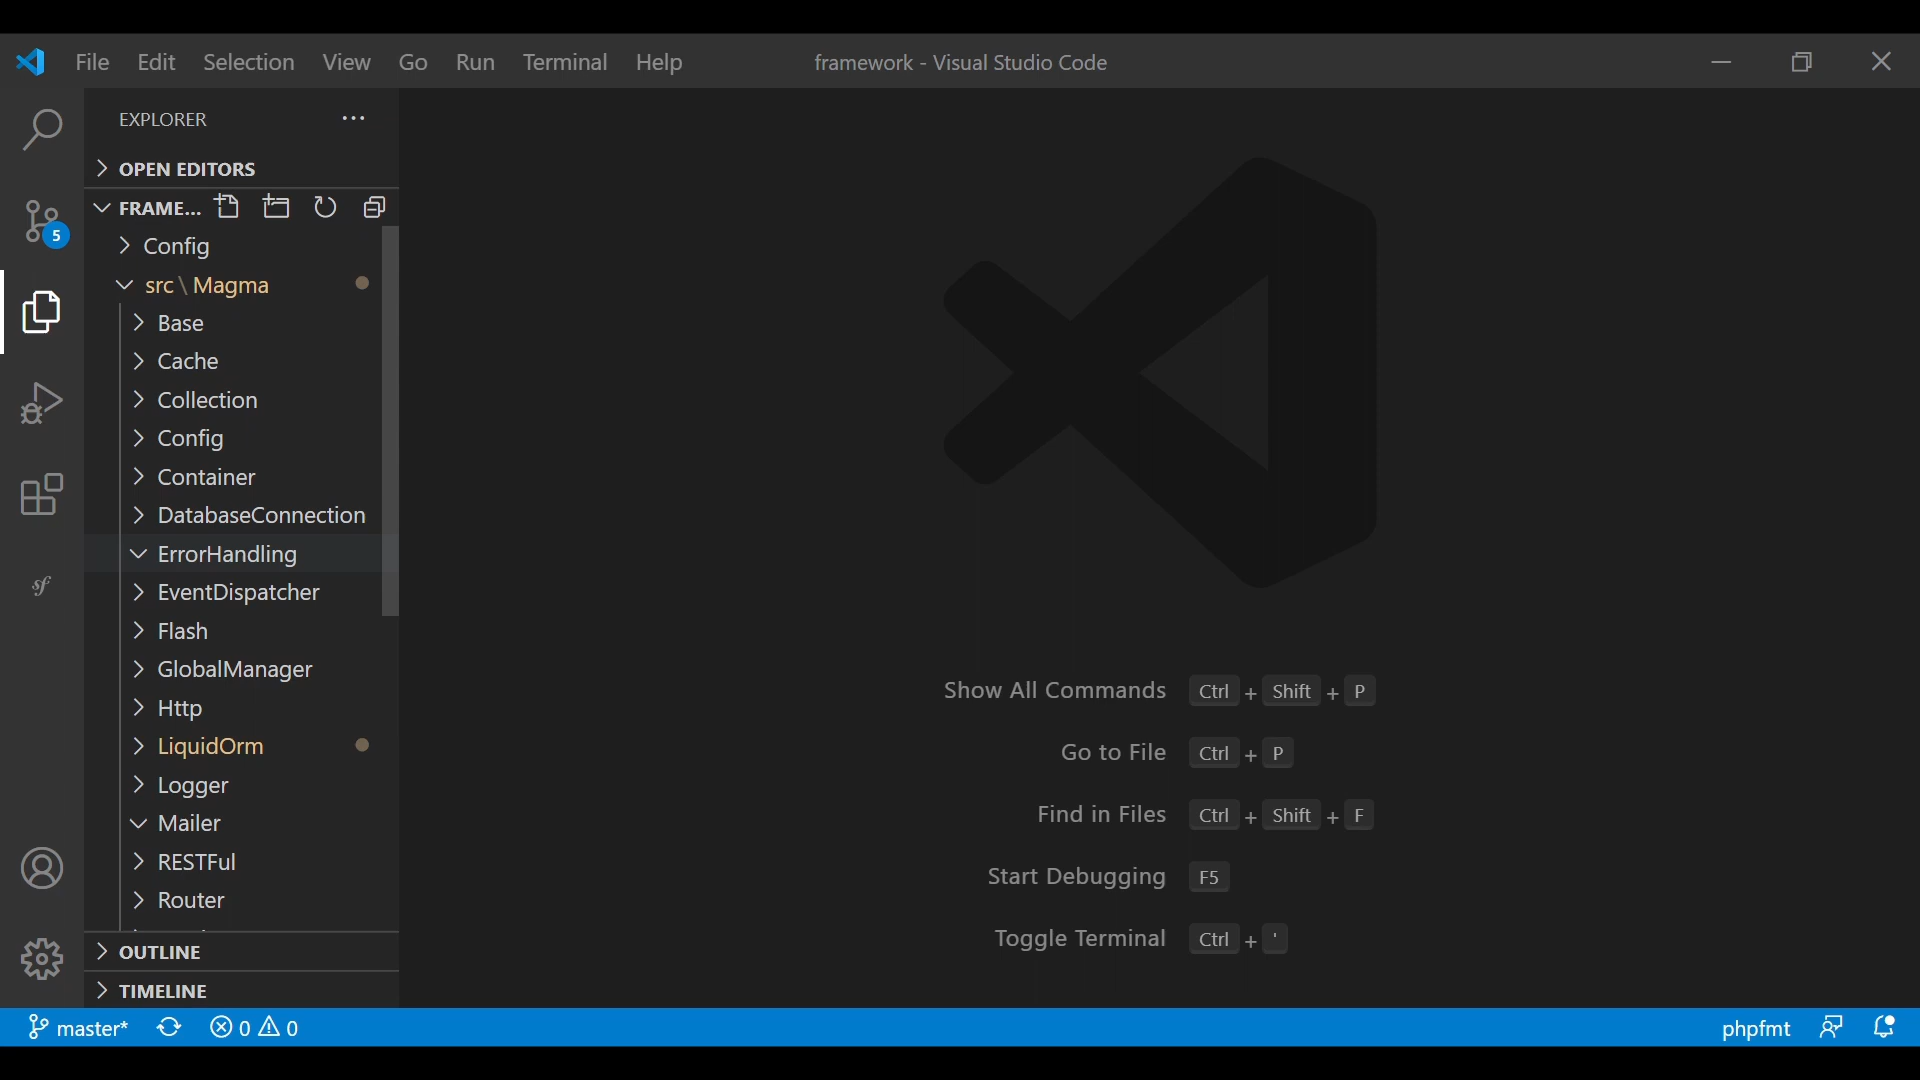 File Edit Selection View Go Run Terminal Help framework - Visual Studio Code
EXPLORER ...
OPEN EDITORS
FRAME...
Config
src\Magma
Base
Cache
Collection
Config
Container
DatabaseConnection
ErrorHandling
EventDispatcher
Flash
GlobalManager
Http
LiquidOrm
Logger
Mailer
RESTFul
Router
OUTLINE
TIMELINE
5
sf
Show All Commands Ctrl + Shift + P
Go to File Ctrl + P
Find in Files Ctrl + Shift + F
Start Debugging F5
Toggle Terminal Ctrl + '
master* 0 0 phpfmt